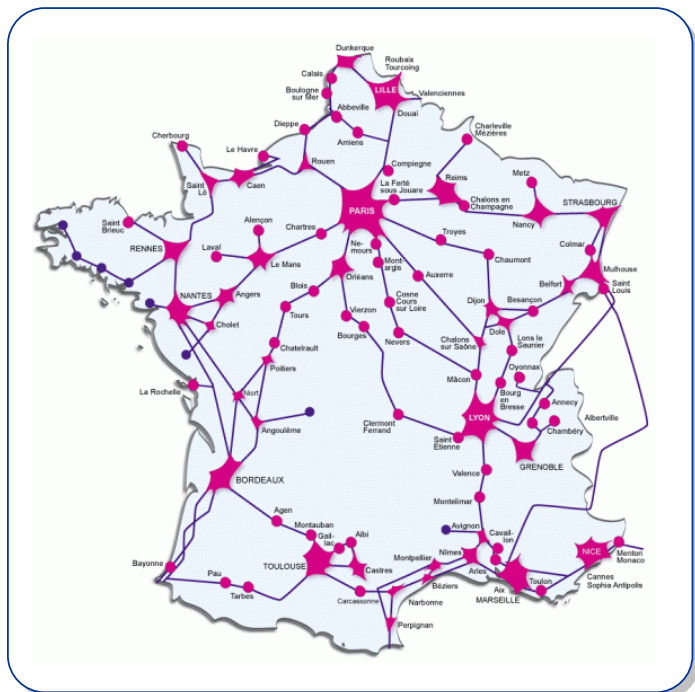 Dunkerque
Roubaix
Tourcoing
Calais
LILLE
Boulogne
sur Mer
Valenciennes
Abbeville
Douai
Dieppe
Amiens
Charleville
Mézières
Cherbourg
Le Havre
Rouen
Compiegne
Metz
Saint
Lô
Caen
La Ferté
sous Jouare
Reims
Chalons en
Champagne
STRASBOURG
PARIS
Nancy
Saint
Brieuc
Alençon
Chartres
Troyes
RENNES
Laval
Le Mans
Ne-
mours
Mont-
argis
Chaumont
Colmar
Orléans
Auxerre
Mulhouse
Saint
Louis
Belfort
NANTES
Angers
Blois
Cosne
Cours
sur Loire
Dijon
Besançon
Vierzon
Tours
Cholet
Bourges
Nevers
Chalons
sur Saône
Dole
Lons le
Saunier
Chatelrault
Oyonnax
Poitiers
Mâcon
La Rochelle
Niort
Bourg
en
Bresse
Annecy
Albertville
Angoulême
Clermont
Ferrand
LYON
Chambéry
Saint
Étienne
GRENOBLE
BORDEAUX
Valence
Montelimar
Agen
Montauban
Gail-
lac
Albi
Avignon
Cavail-
lon
Bayonne
TOULOUSE
Castres
Montpellier
Nîmes
NICE
Menton
Monaco
Pau
Tarbes
Arles
Aix
MARSEILLE
Toulon
Cannes
Sophia Antipolis
Béziers
Carcassonne
Narbonne
Perpignan